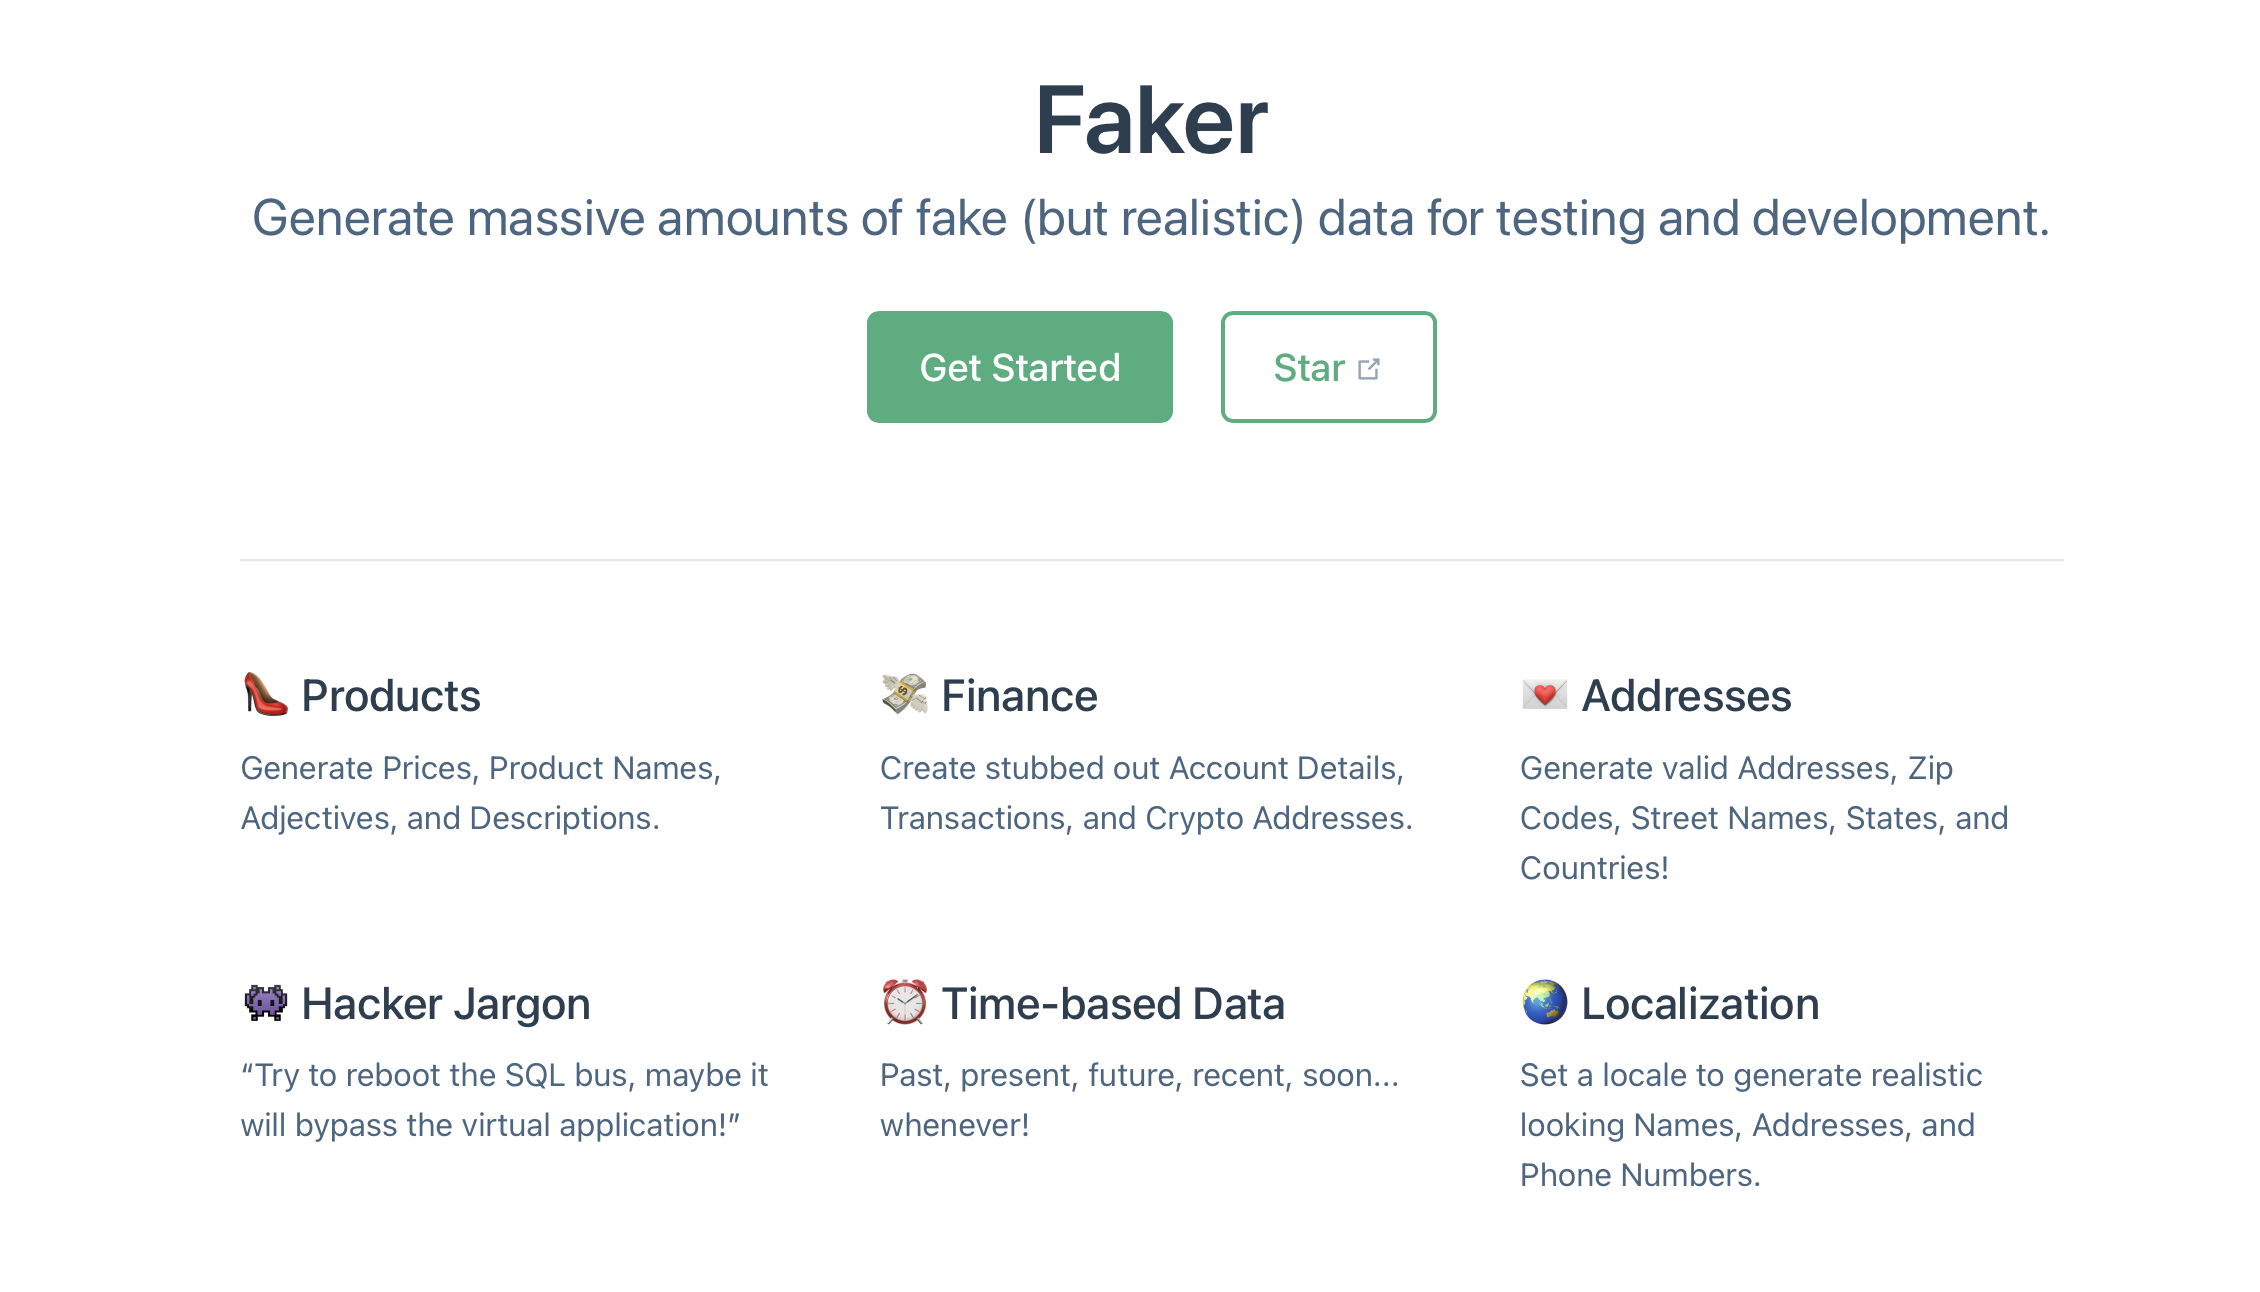 Faker
Generate massive amounts of fake (but realistic) data for testing and development.
Get Started
Star
Products
Generate Prices, Product Names,
Adjectives, and Descriptions.
Finance
Create stubbed out Account Details,
Transactions, and Crypto Addresses.
Addresses
Generate valid Addresses, Zip
Codes, Street Names, States, and
Countries!
Hacker Jargon
“Try to reboot the SQL bus, maybe it
will bypass the virtual application!”
Time-based Data
Past, present, future, recent, soon...
whenever!
Localization
Set a locale to generate realistic
looking Names, Addresses, and
Phone Numbers.